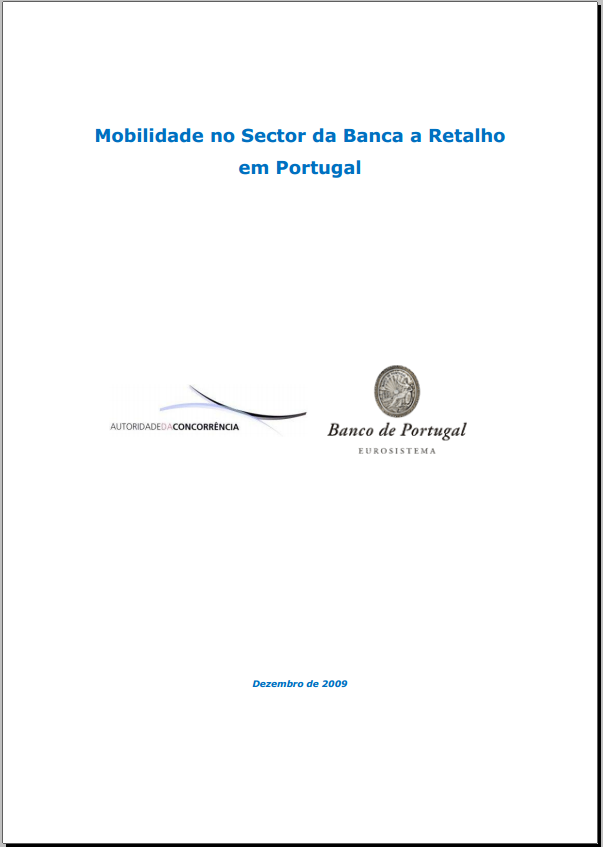 Mobilidade no Sector da Banca a Retalho
em Portugal
AUTORIDADEDACONCORRÊNCIA
Banco de Portugal
EUROSISTEMA
Dezembro de 2009